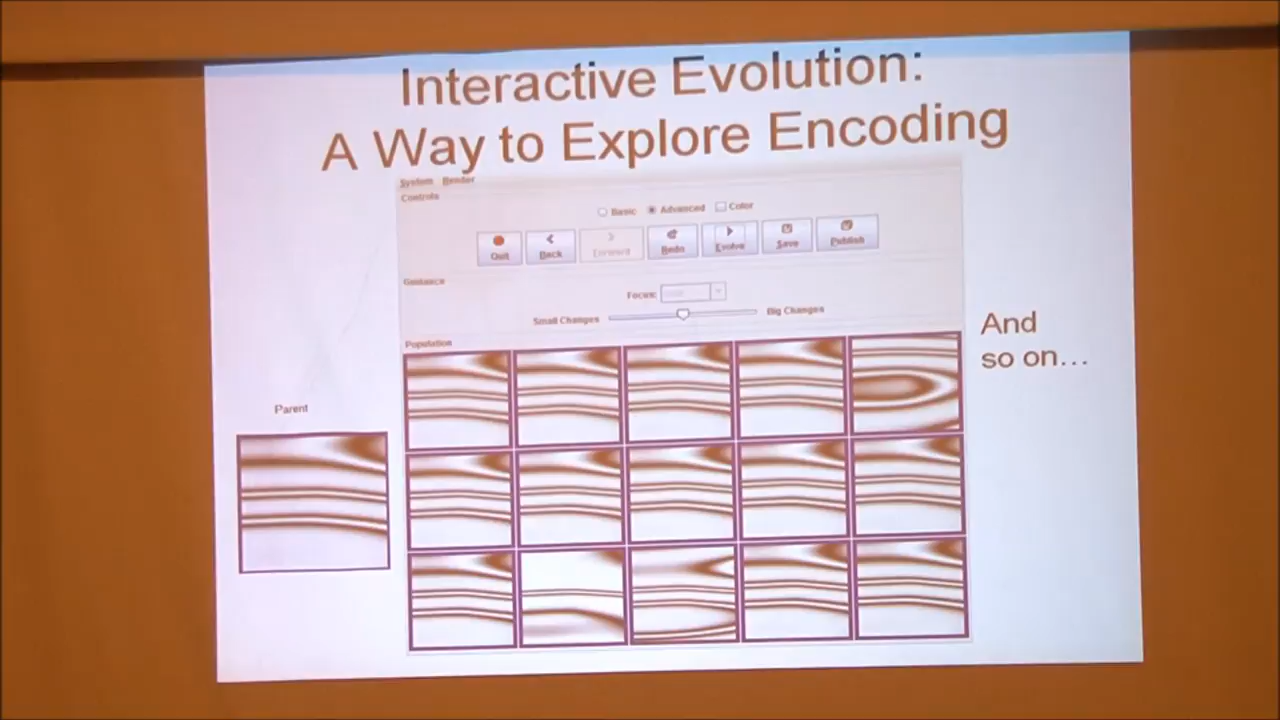 Interactive Evolution:
A Way to Explore Encoding
System Render
Controls
Basic Advanced Color
Quit Back Forward Redo Evolve Save Publish
Guidance
Focus:
Small Changes Big Changes
Population
Parent
And
so on…